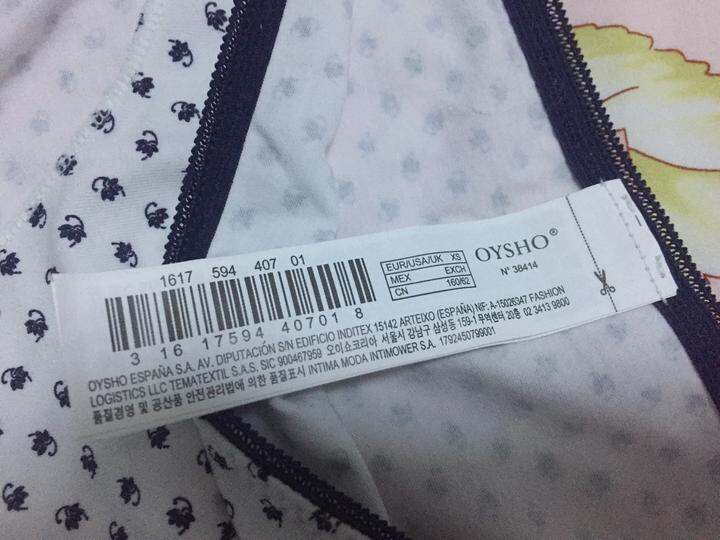 1617 594 407 01
3 16 17594 40701 8
EUR/USA/UK XS
MEX EXCH
CN 160/62
OYSHO®
N° 38414
OYSHO ESPAÑA S.A. AV. DIPUTACIÓN S/N EDIFICIO INDITEX 15142 ARTEIXO (ESPAÑA) NIF: A-15026347 FASHION
LOGISTICS LLC TEMATEXTIL S.A.S. SIC 900467959 오이쇼코리아 서울시 강남구 삼성동 159-1 무역센터 20층 02 3413 9800
품질경영 및 공산품 안전관리법에 의한 품질표시 INTIMA MODA INTIMOWER S.A. 1792450799001